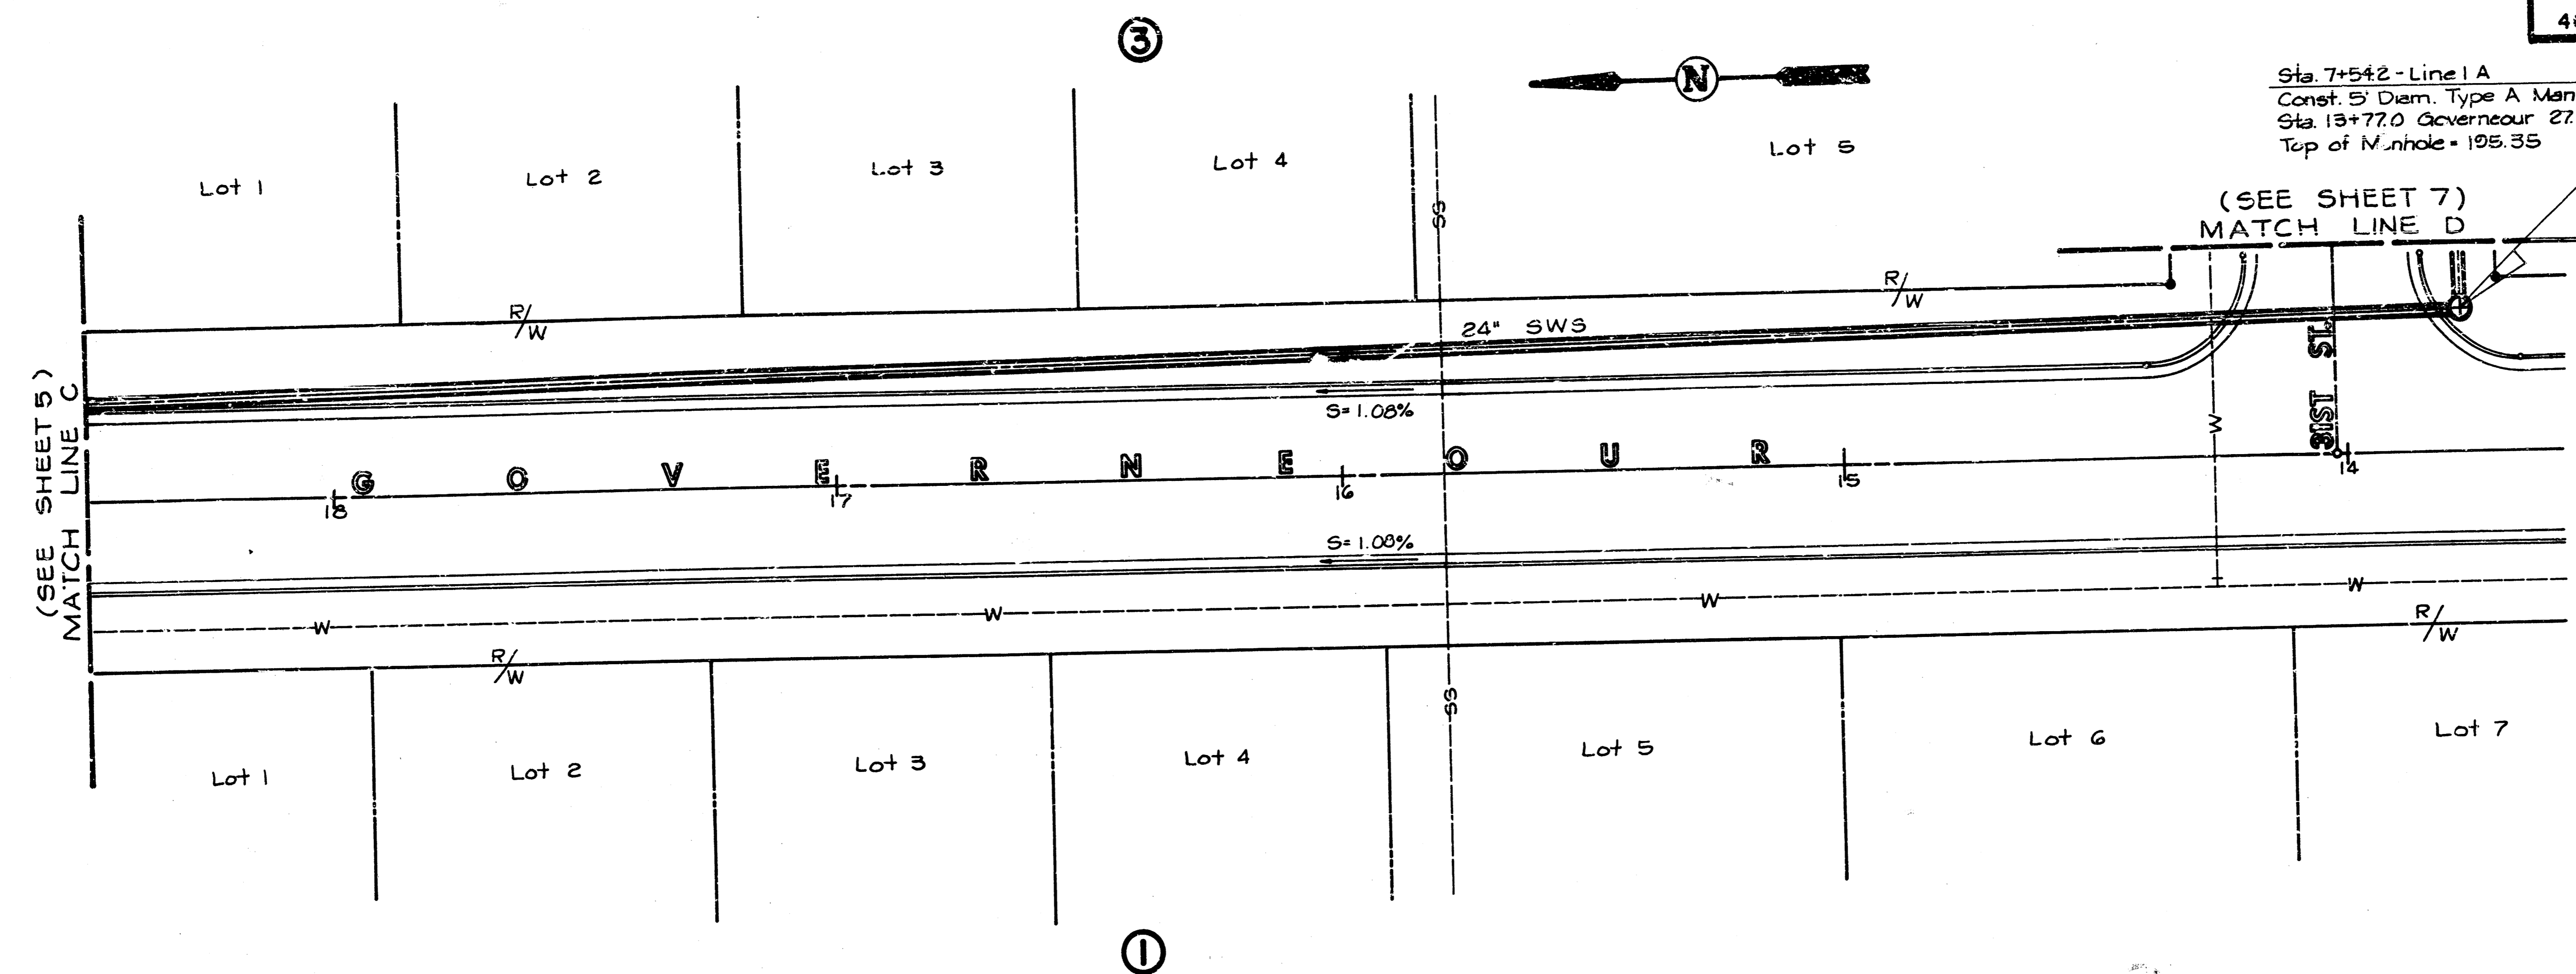 3
N
Sta. 7+54.2 - Line 1 A
Const. 5' Diam. Type A
Sta. 13+77.0 Governeour
Top of Manhole = 195.35
Lot 1
Lot 2
Lot 3
Lot 4
Lot 5
SS
(SEE SHEET 7)
MATCH LINE D
R/W
R/W
24" SWS
31ST ST.
S= 1.08%
W
(SEE SHEET 5)
MATCH LINE C
GOVERNEOUR
18
17
16
15
14
S= 1.08%
W
W
W
W
R/W
R/W
SS
Lot 1
Lot 2
Lot 3
Lot 4
Lot 5
Lot 6
Lot 7
1